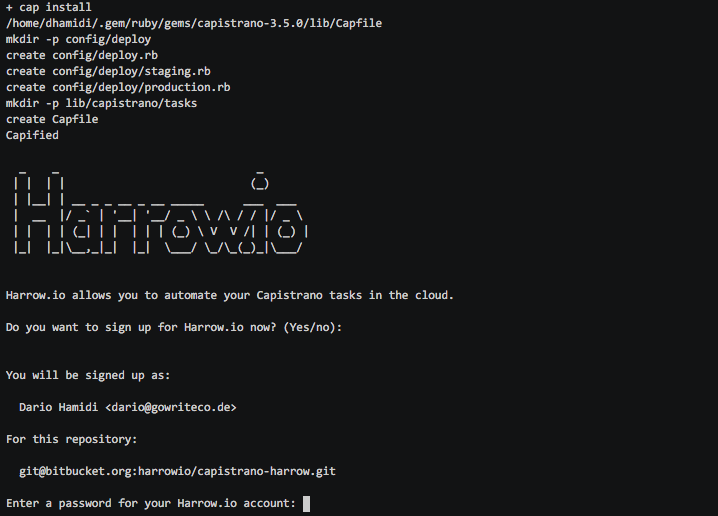 + cap install
/home/dhamidi/.gem/ruby/gems/capistrano-3.5.0/lib/Capfile
mkdir -p config/deploy
create config/deploy.rb
create config/deploy/staging.rb
create config/deploy/production.rb
mkdir -p lib/capistrano/tasks
create Capfile
Capified
Harrow.io
Harrow.io allows you to automate your Capistrano tasks in the cloud.
Do you want to sign up for Harrow.io now? (Yes/no):
You will be signed up as:
Dario Hamidi <dario@gowriteco.de>
For this repository:
git@bitbucket.org:harrowio/capistrano-harrow.git
Enter a password for your Harrow.io account: